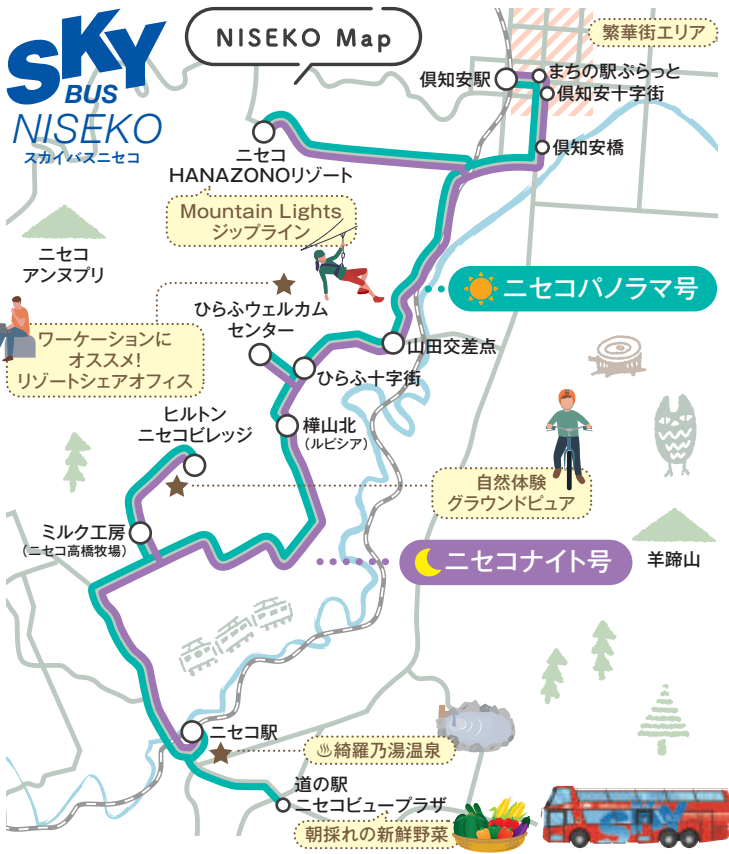 SKY
BUS
NISEKO
スカイバスニセコ
NISEKO Map
繁華街エリア
倶知安駅
まちの駅ぷらっと
倶知安十字街
倶知安橋
ニセコ
HANAZONOリゾート
Mountain Lights
ジップライン
ニセコ
アンヌプリ
ニセコパノラマ号
ひらふウェルカム
センター
山田交差点
ワーケーションに
オススメ!
リゾートシェアオフィス
ひらふ十字街
ヒルトン
ニセコビレッジ
樺山北
(ルピシア)
自然体験
グラウンドピュア
ミルク工房
(ニセコ高橋牧場)
ニセコナイト号
羊蹄山
ニセコ駅
♨綺羅乃湯温泉
道の駅
ニセコビュープラザ
朝採れの新鮮野菜
SKY